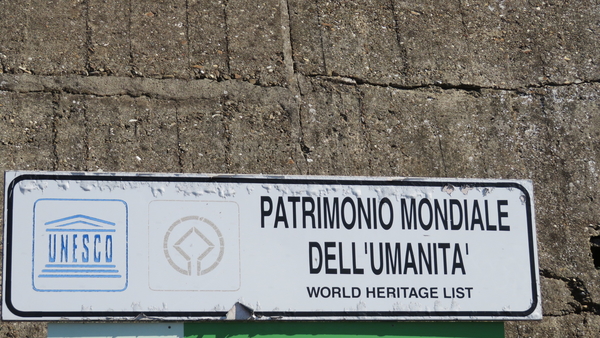 UNESCO
PATRIMONIO MONDIALE
DELL'UMANITA'
WORLD HERITAGE LIST